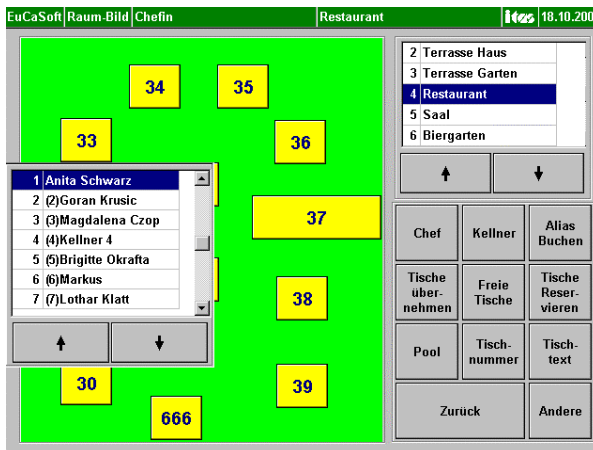 EuCaSoft Raum-Bild Chefin Restaurant itas 18.10.200
34
35
33
36
37
38
30
39
666
1 Anita Schwarz
2 (2)Goran Krusic
3 (3)Magdalena Czop
4 (4)Kellner 4
5 (5)Brigitte Okrafta
6 (6)Markus
7 (7)Lothar Klatt
2 Terrasse Haus
3 Terrasse Garten
4 Restaurant
5 Saal
6 Biergarten
Chef
Kellner
Alias
Buchen
Tische
über-
nehmen
Freie
Tische
Tische
Reser-
vieren
Pool
Tisch-
nummer
Tisch-
text
Zurück
Andere